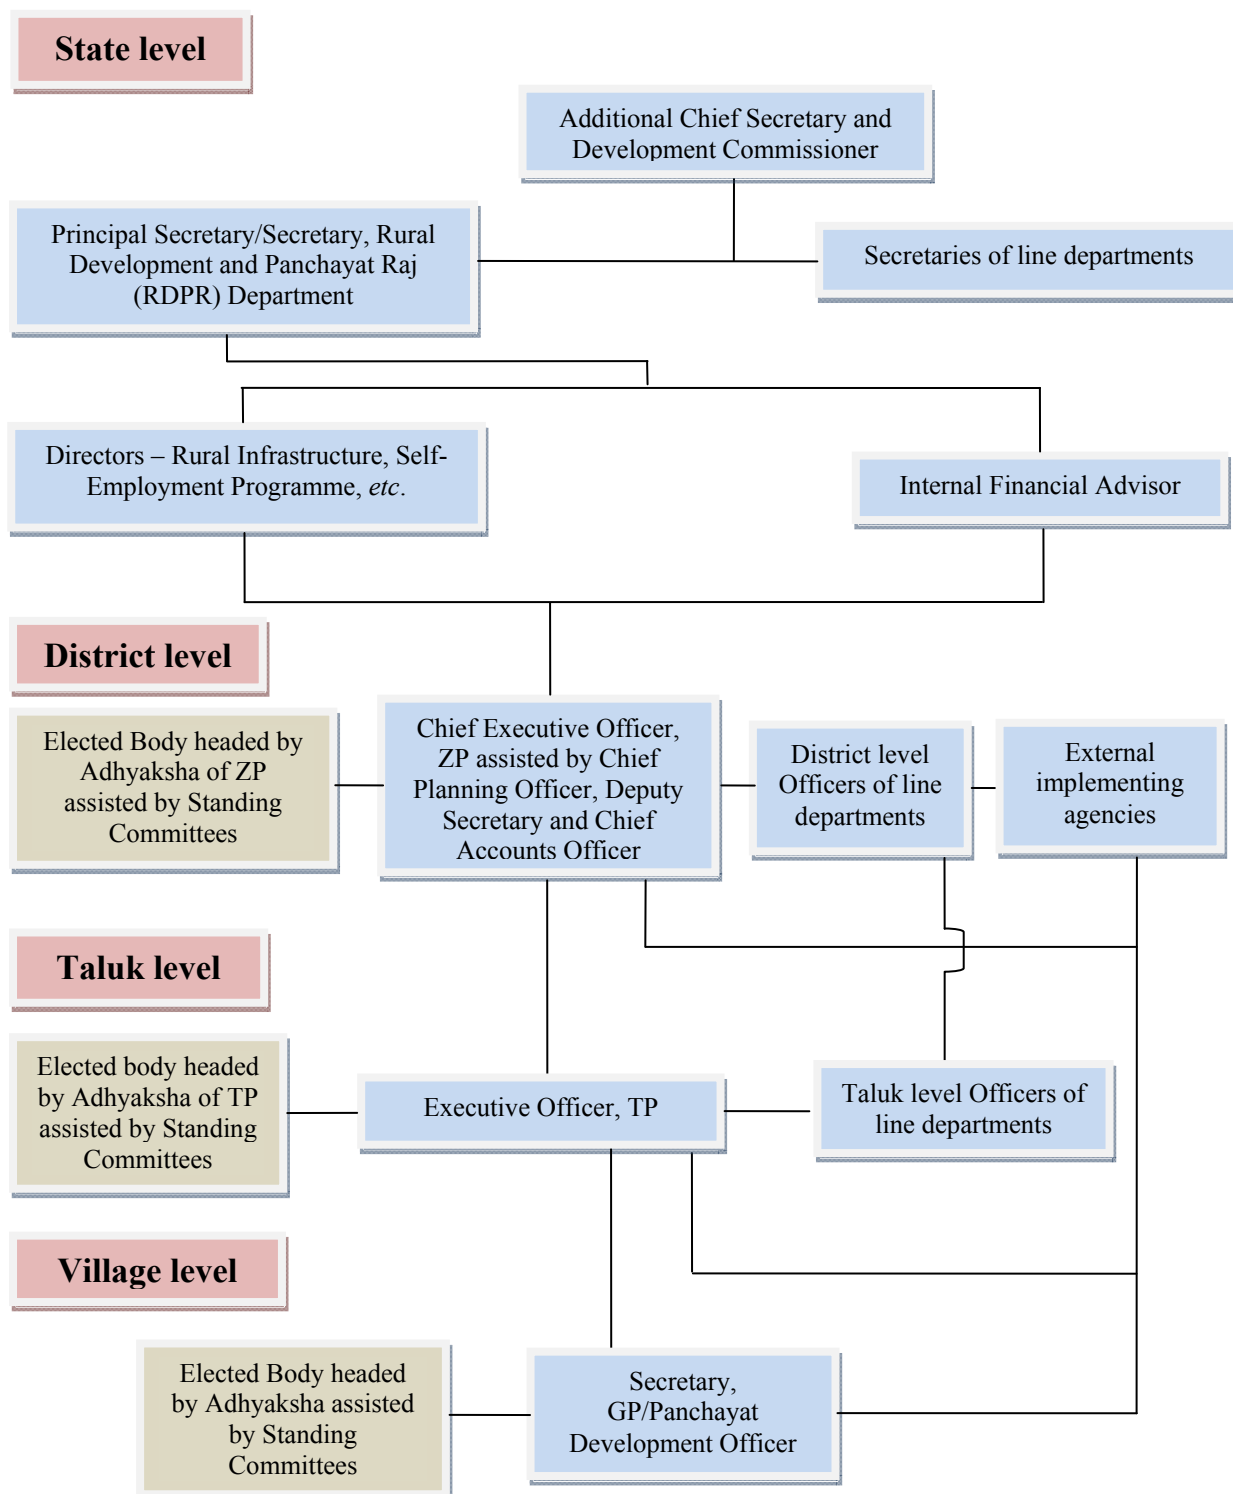 State level
Additional Chief Secretary and
Development Commissioner
Principal Secretary/Secretary, Rural
Development and Panchayat Raj
(RDPR) Department
Secretaries of line departments
Directors – Rural Infrastructure, Self-
Employment Programme, etc.
Internal Financial Advisor
District level
Elected Body headed by
Adhyaksha of ZP
assisted by Standing
Committees
Chief Executive Officer,
ZP assisted by Chief
Planning Officer, Deputy
Secretary and Chief
Accounts Officer
District level
Officers of line
departments
External
implementing
agencies
Taluk level
Elected body headed
by Adhyaksha of TP
assisted by Standing
Committees
Executive Officer, TP
Taluk level Officers of
line departments
Village level
Elected Body headed
by Adhyaksha assisted
by Standing
Committees
Secretary,
GP/Panchayat
Development Officer